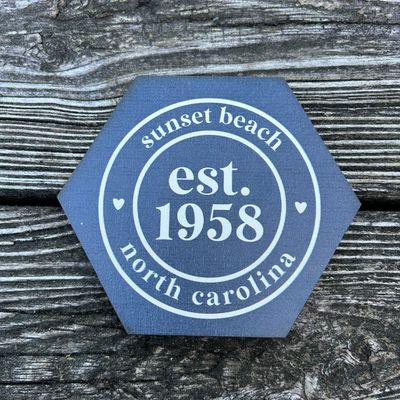 sunset beach
est.
1958
north carolina